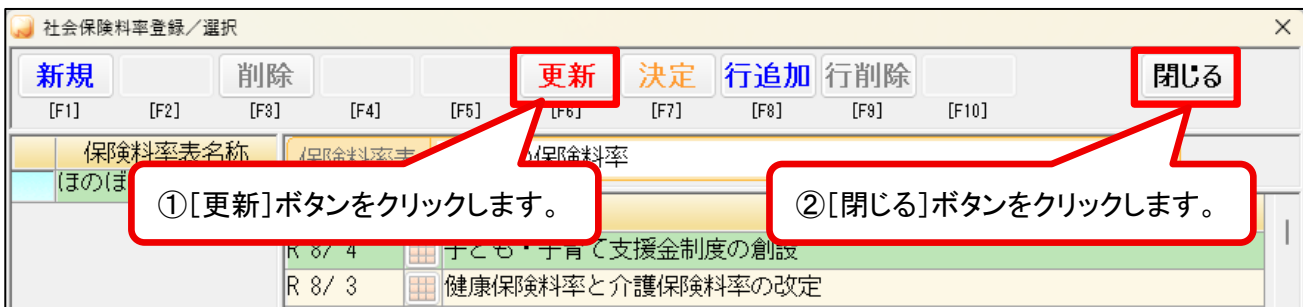 社会保険料率登録／選択
新規 削除 更新 決定 行追加 行削除 閉じる
[F1] [F2] [F3] [F4] [F5] [F6] [F7] [F8] [F9] [F10]
保険料率表名称 保険料率表 の保険料率
ほのぼ
①[更新]ボタンをクリックします。 ②[閉じる]ボタンをクリックします。
R 8/ 4 子ども・子育て支援金制度の創設
R 8/ 3 健康保険料率と介護保険料率の改定